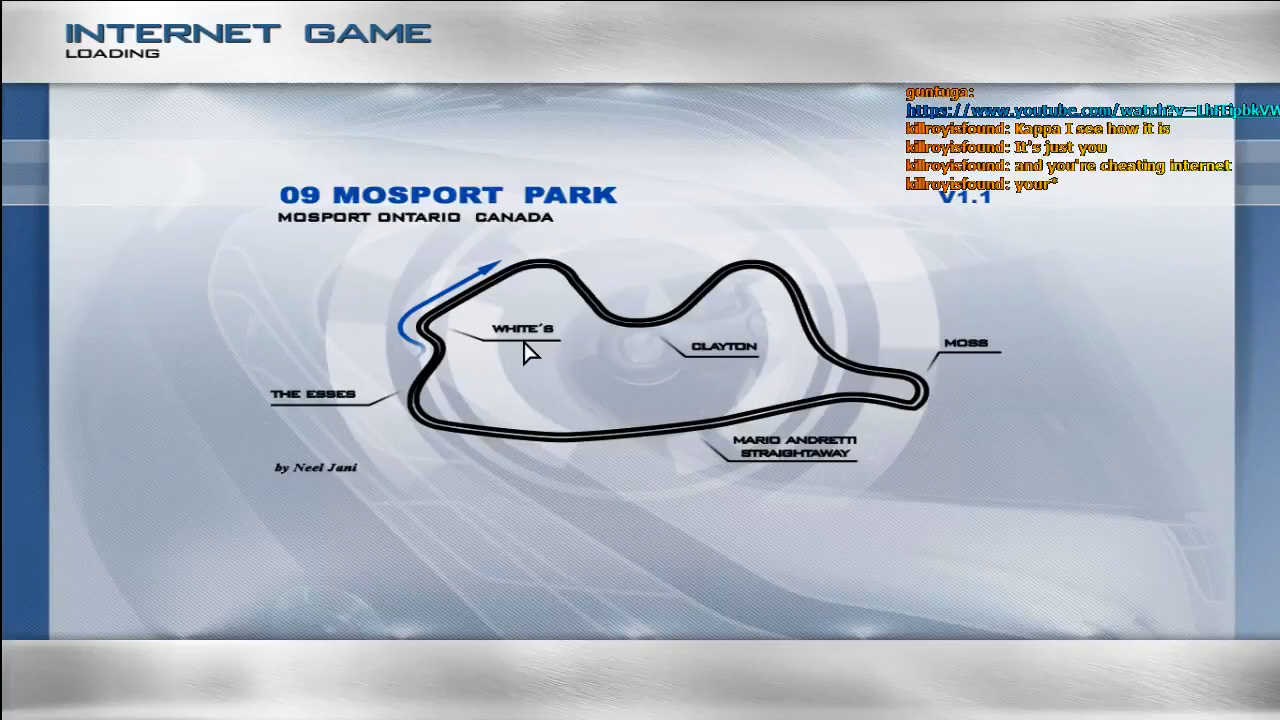 INTERNET GAME
LOADING
guntuga:
killroyisfound: Kappa I see how it is
killroyisfound: It's just you
killroyisfound: and you're cheating internet
killroyisfound: your*
09 MOSPORT PARK
V1.1
MOSPORT ONTARIO CANADA
WHITE´S
CLAYTON
MOSS
THE ESSES
MARIO ANDRETTI
STRAIGHTAWAY
by Neel Jani